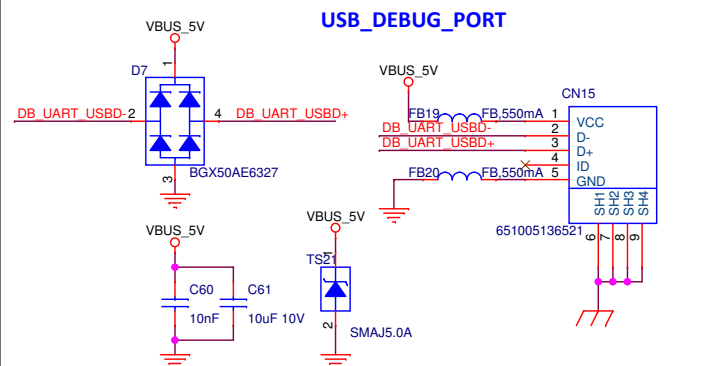 USB_DEBUG_PORT
VBUS_5V
D7
1
DB_UART_USBD-
2
4
DB_UART_USBD+
3
BGX50AE6327
VBUS_5V
CN15
FB19
FB,550mA
1
VCC
DB_UART_USBD-
2
D-
DB_UART_USBD+
3
D+
4
ID
FB20
FB,550mA
5
GND
SH1
SH2
SH3
SH4
651005136521
6
7
8
9
VBUS_5V
C60
C61
10nF
10uF 10V
VBUS_5V
TS21
1
2
SMAJ5.0A